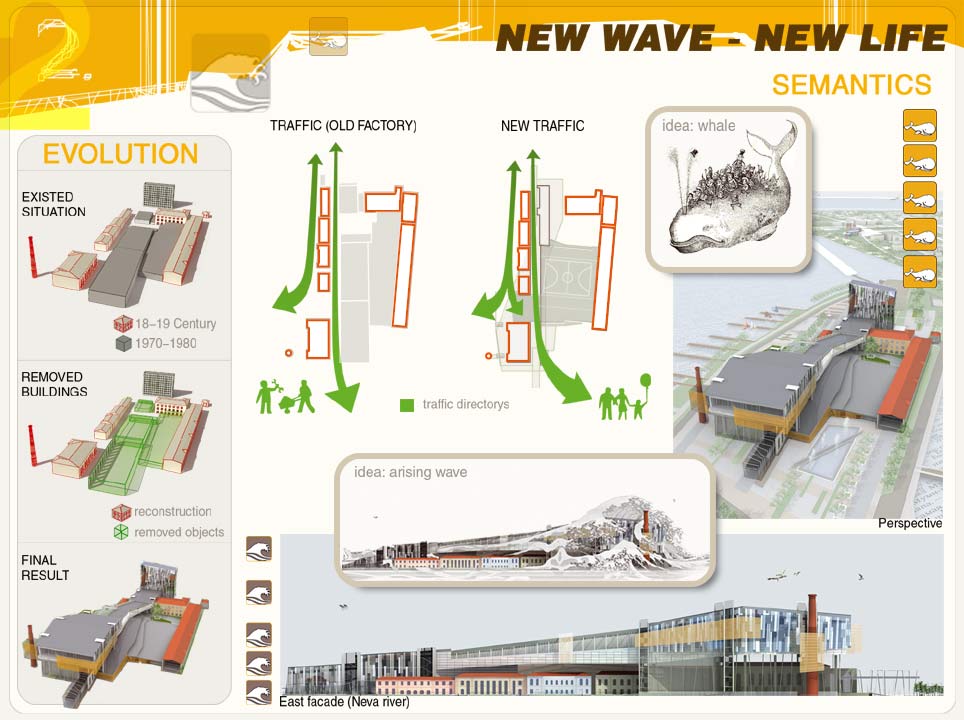 2.
NEW WAVE - NEW LIFE
SEMANTICS
EVOLUTION
EXISTED
SITUATION
18-19 Century
1970-1980
REMOVED
BUILDINGS
reconstruction
removed objects
FINAL
RESULT
TRAFFIC (OLD FACTORY)
NEW TRAFFIC
traffic directorys
idea: whale
Perspective
idea: arising wave
East facade (Neva river)